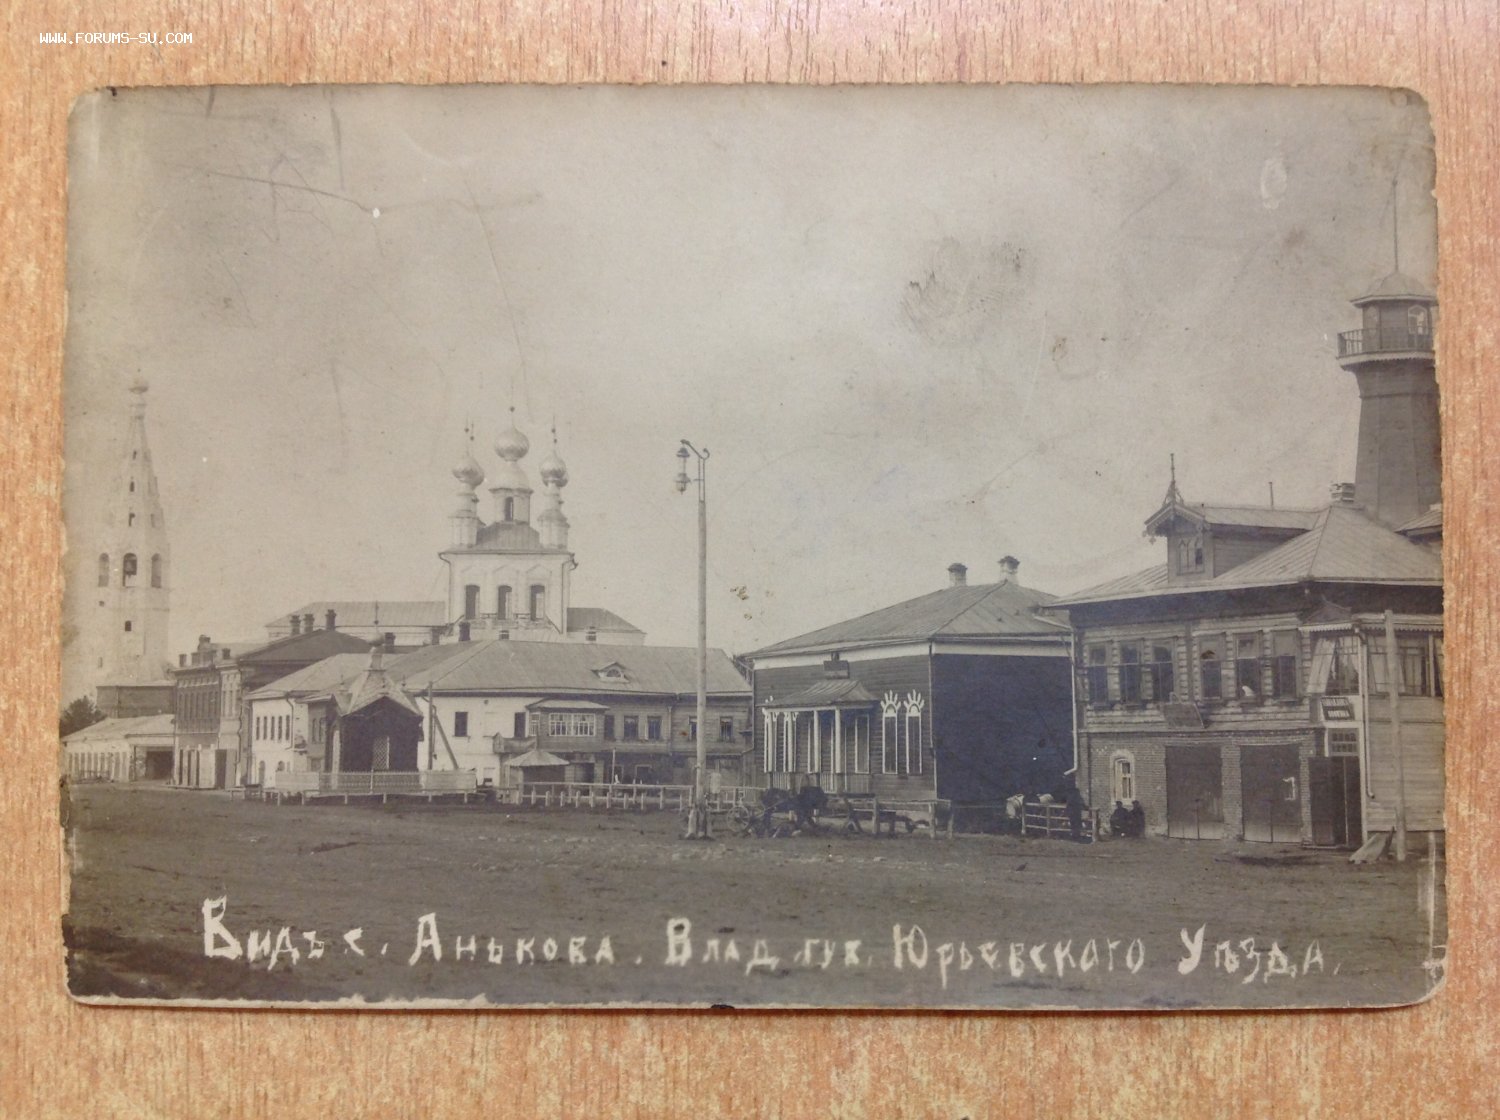 WWW.FORUMS-SU.COM
Видъ с. Анькова. Влад. губ. Юрьевскаго Уѣзда.